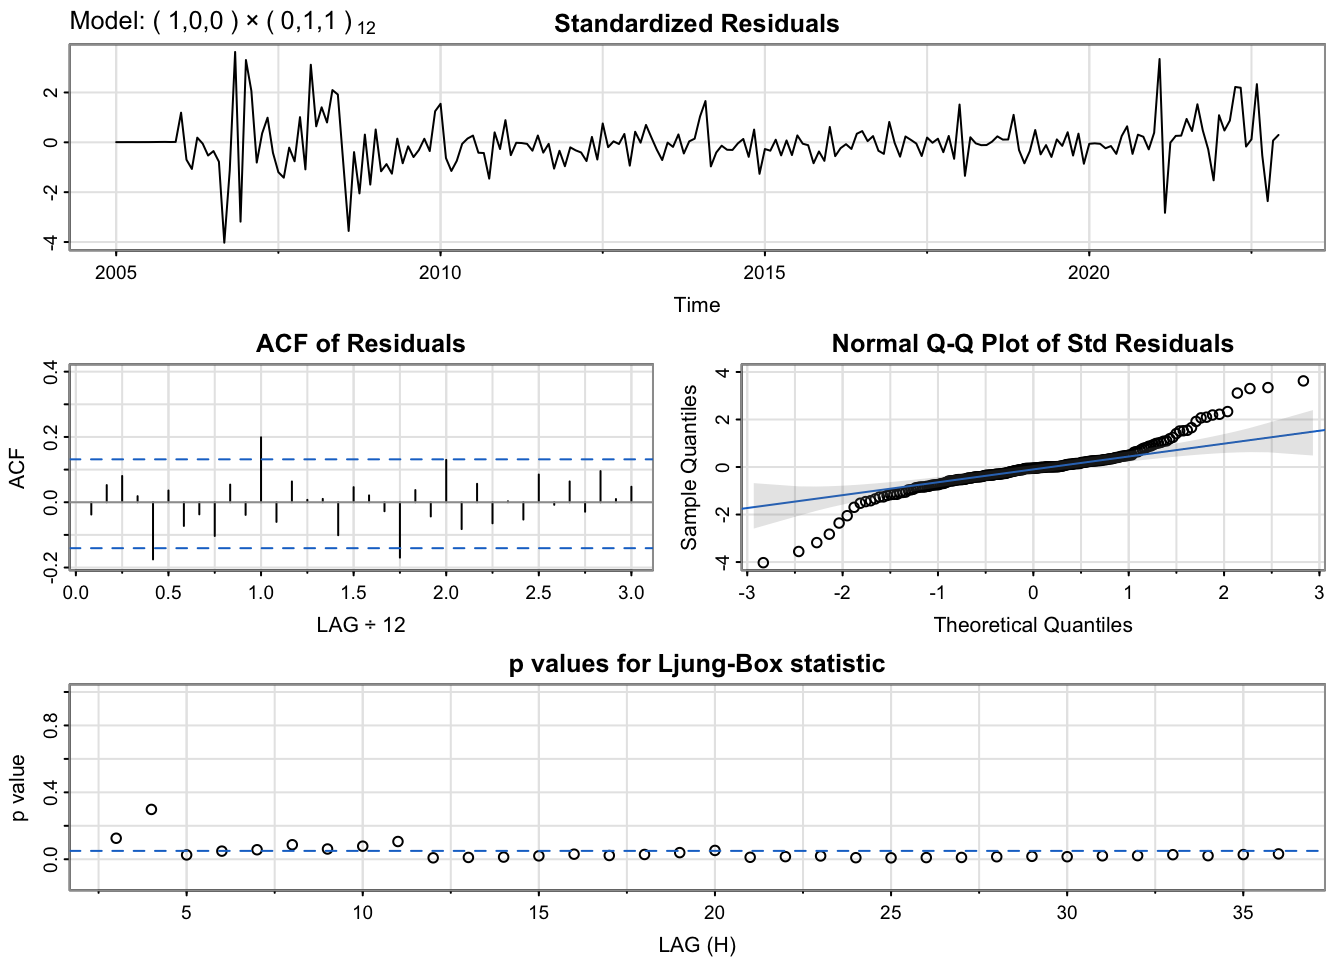 Model: ( 1,0,0 ) × ( 0,1,1 ) 12
Standardized Residuals
2
0
-2
-4
2005 2010 2015 2020
Time
ACF of Residuals
ACF
0.4
0.2
0.0
-0.2
0.0 0.5 1.0 1.5 2.0 2.5 3.0
LAG ÷ 12
Normal Q-Q Plot of Std Residuals
Sample Quantiles
4
2
0
-2
-4
-3 -2 -1 0 1 2 3
Theoretical Quantiles
p values for Ljung-Box statistic
p value
0.8
0.4
0.0
5 10 15 20 25 30 35
LAG (H)